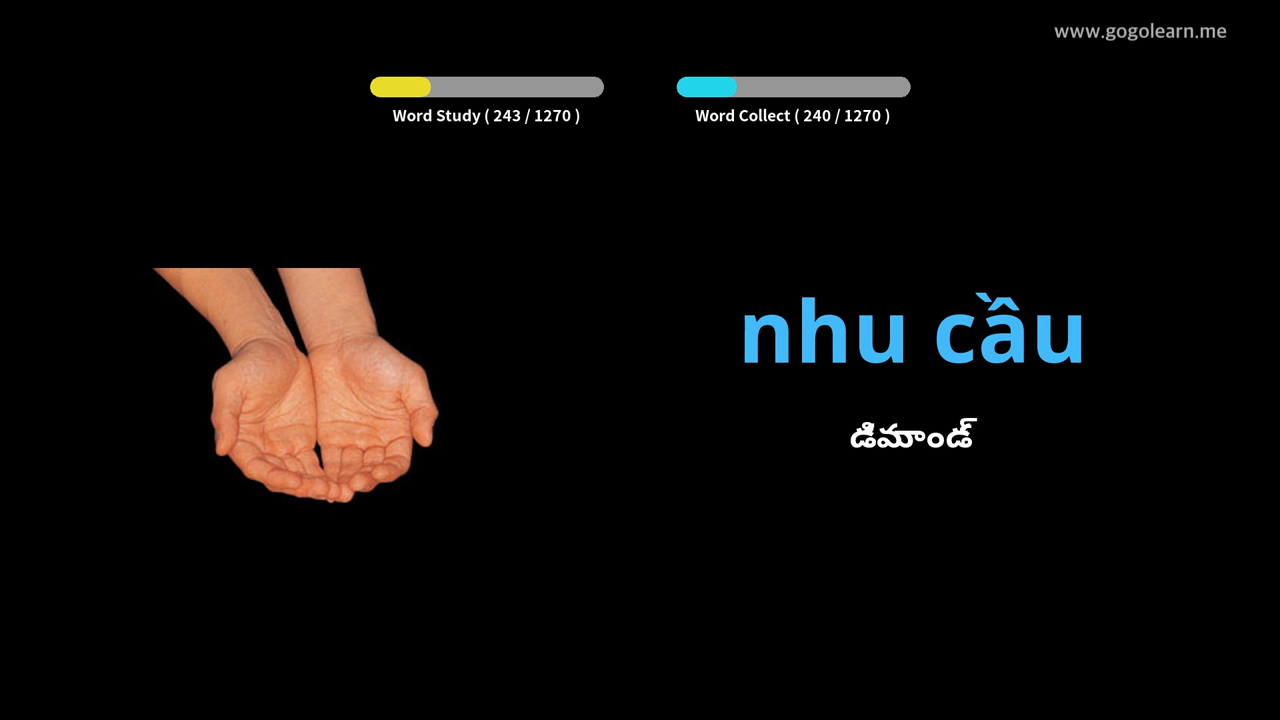 www.gogolearn.me
Word Study ( 243 / 1270 )
Word Collect ( 240 / 1270 )
nhu cầu
డిమాండ్